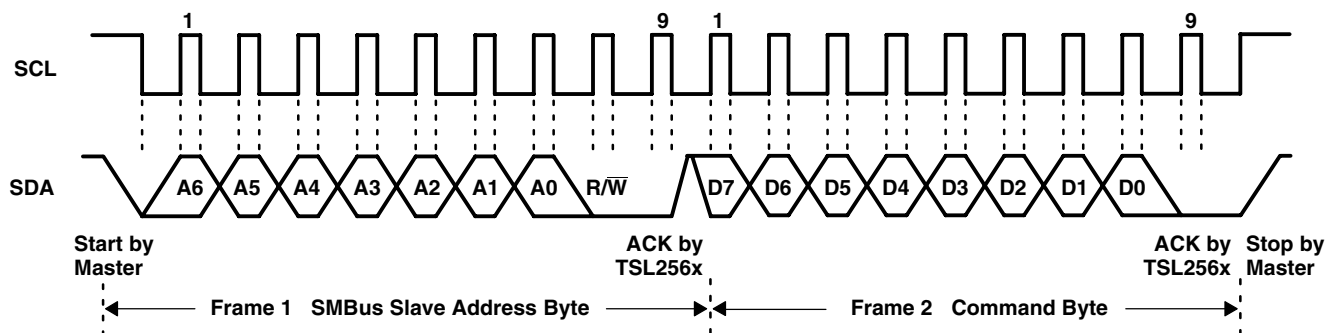 1 9 1 9
SCL
SDA A6 A5 A4 A3 A2 A1 A0 R/W̅ D7 D6 D5 D4 D3 D2 D1 D0
Start by Master
ACK by TSL256x
ACK by TSL256x
Stop by Master
Frame 1 SMBus Slave Address Byte
Frame 2 Command Byte